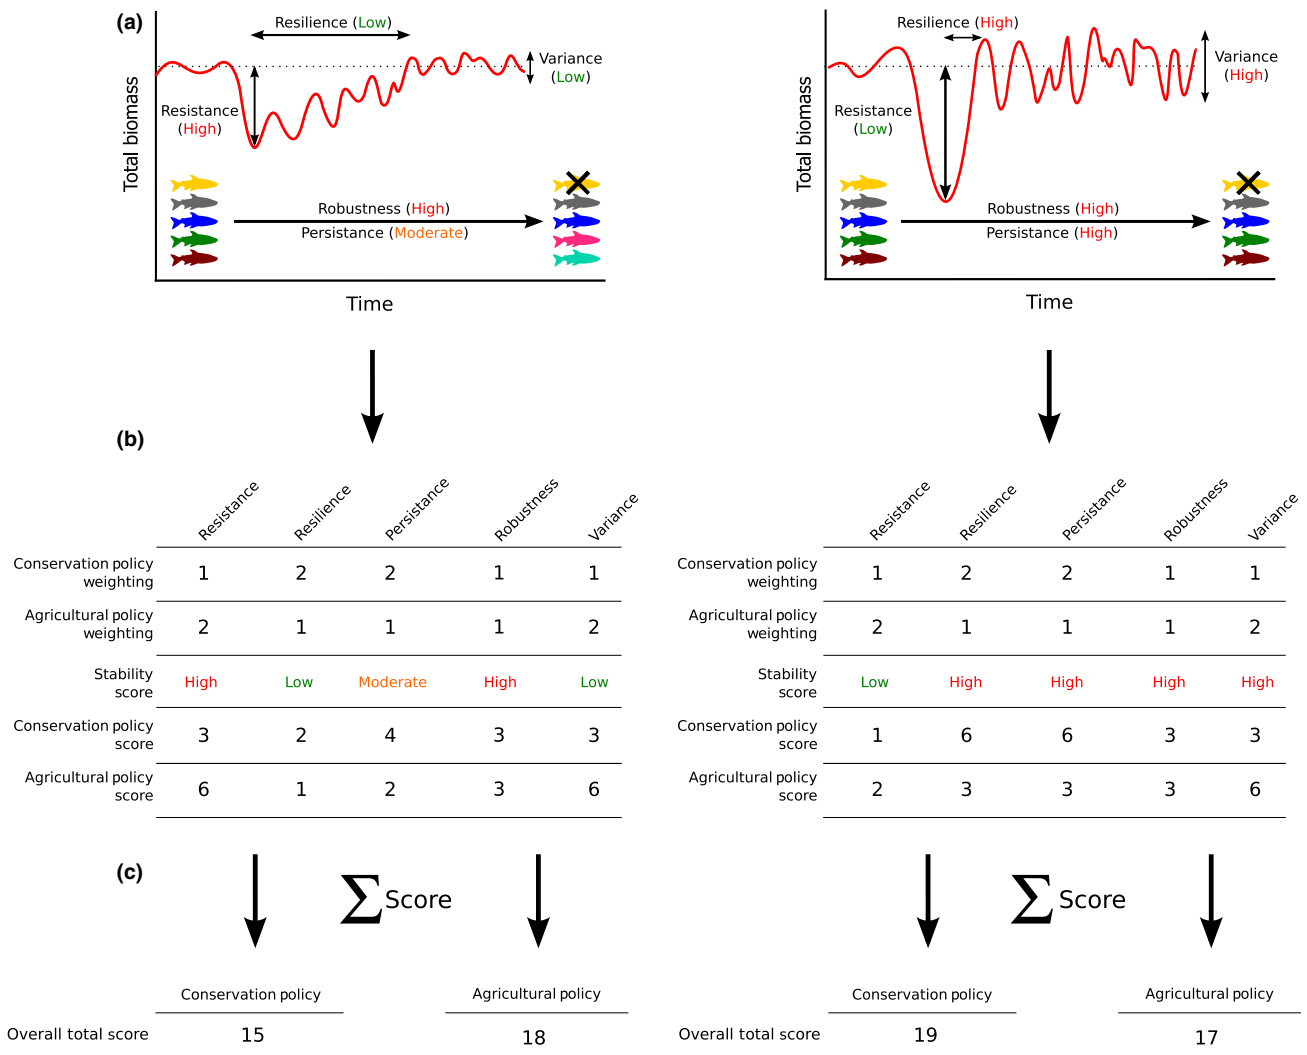 (a)
Resilience (Low)
Variance
(Low)
Resistance
(High)
Total biomass
Robustness (High)
Persistance (Moderate)
Time
Resilience (High)
Variance
(High)
Resistance
(Low)
Total biomass
Robustness (High)
Persistance (High)
Time
(b)
Resistance Resilience Persistance Robustness Variance
Conservation policy
weighting 1 2 2 1 1
Agricultural policy
weighting 2 1 1 1 2
Stability
score High Low Moderate High Low
Conservation policy
score 3 2 4 3 3
Agricultural policy
score 6 1 2 3 6
Resistance Resilience Persistance Robustness Variance
Conservation policy
weighting 1 2 2 1 1
Agricultural policy
weighting 2 1 1 1 2
Stability
score Low High High High High
Conservation policy
score 1 6 6 3 3
Agricultural policy
score 2 3 3 3 6
(c)
∑ Score
Conservation policy Agricultural policy
Overall total score 15 18
∑ Score
Conservation policy Agricultural policy
Overall total score 19 17